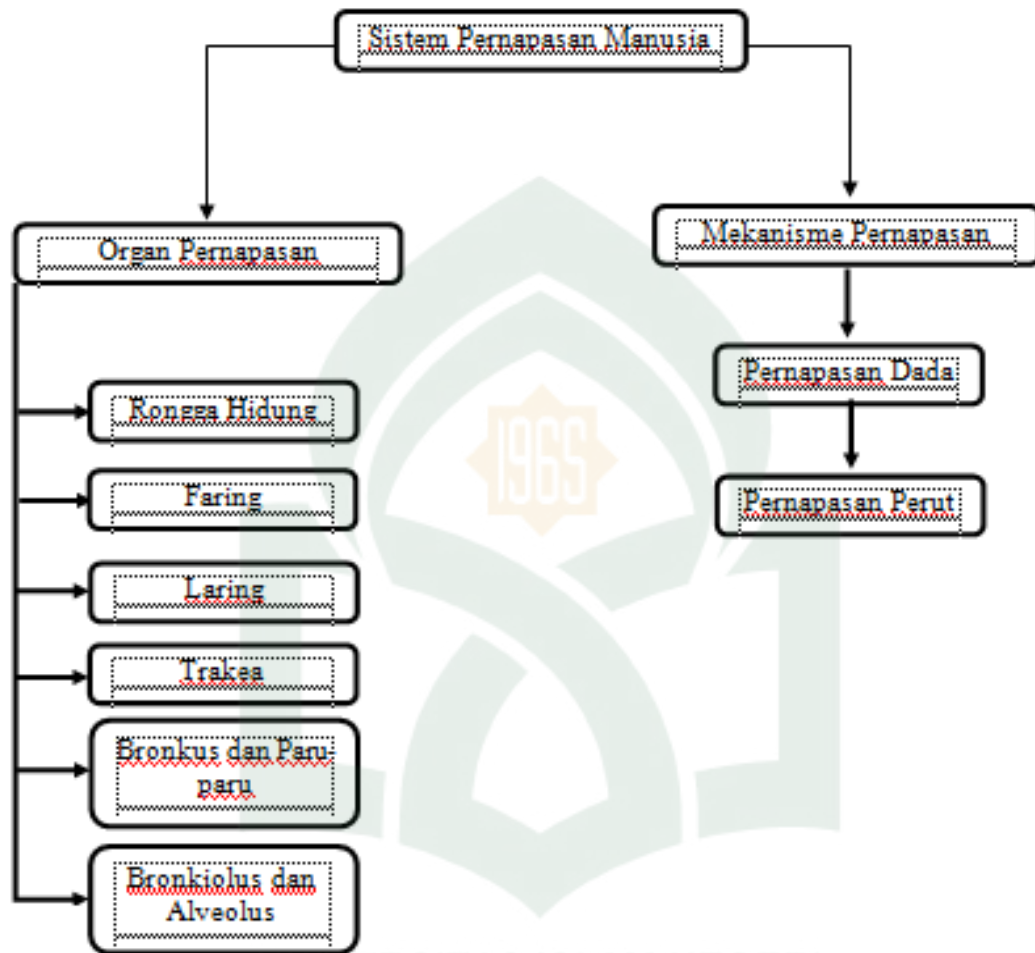 Sistem Pernapasan Manusia
Organ Pernapasan
Mekanisme Pernapasan
Pernapasan Dada
Rongga Hidung
Pernapasan Perut
Faring
Laring
Trakea
Bronkus dan Paru-
paru
Bronkiolus dan
Alveolus
1965